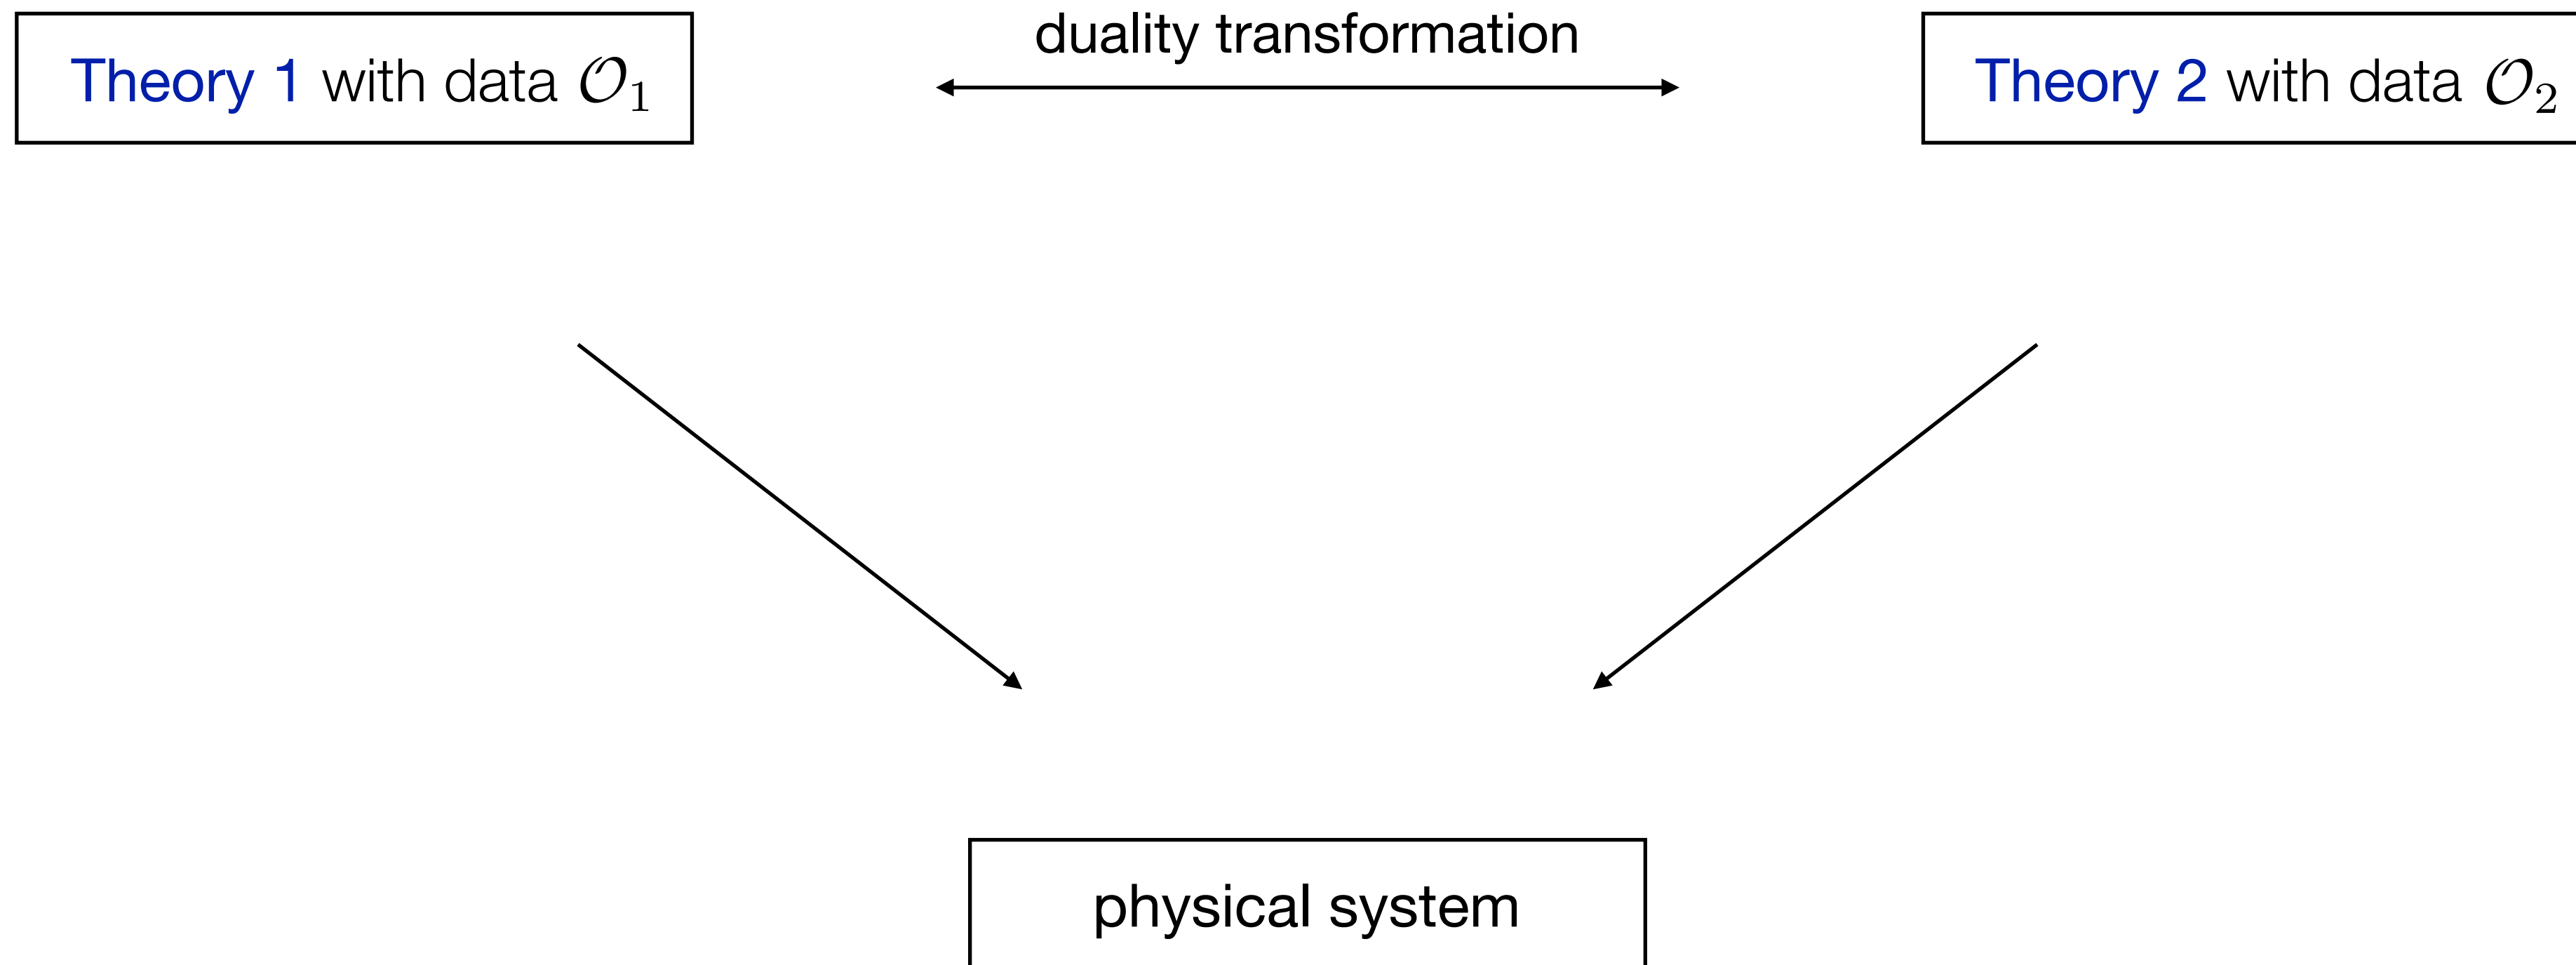 duality transformation
Theory 1 with data 𝒪₁
Theory 2 with data 𝒪₂
physical system